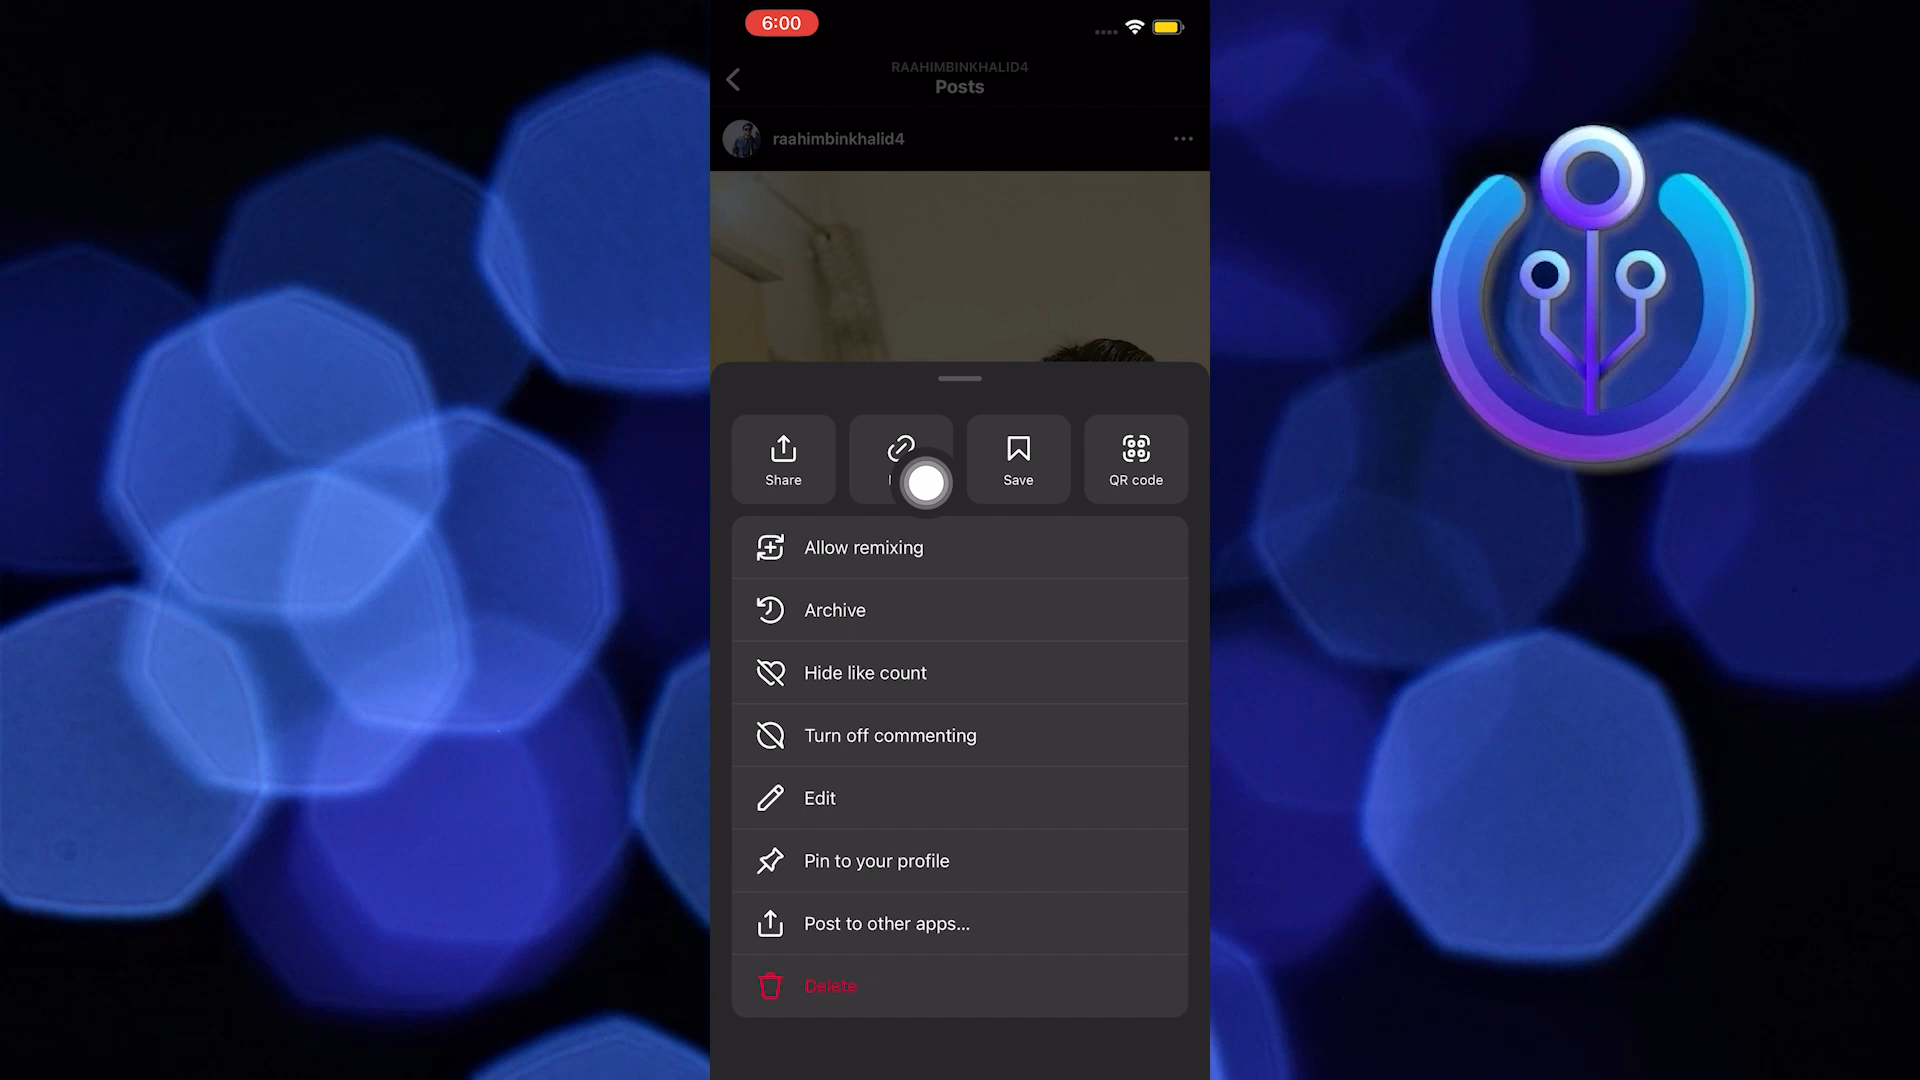 6:00
RAAHIMBINKHALID4
Posts
raahimbinkhalid4
Share
Save
QR code
Allow remixing
Archive
Hide like count
Turn off commenting
Edit
Pin to your profile
Post to other apps...
Delete